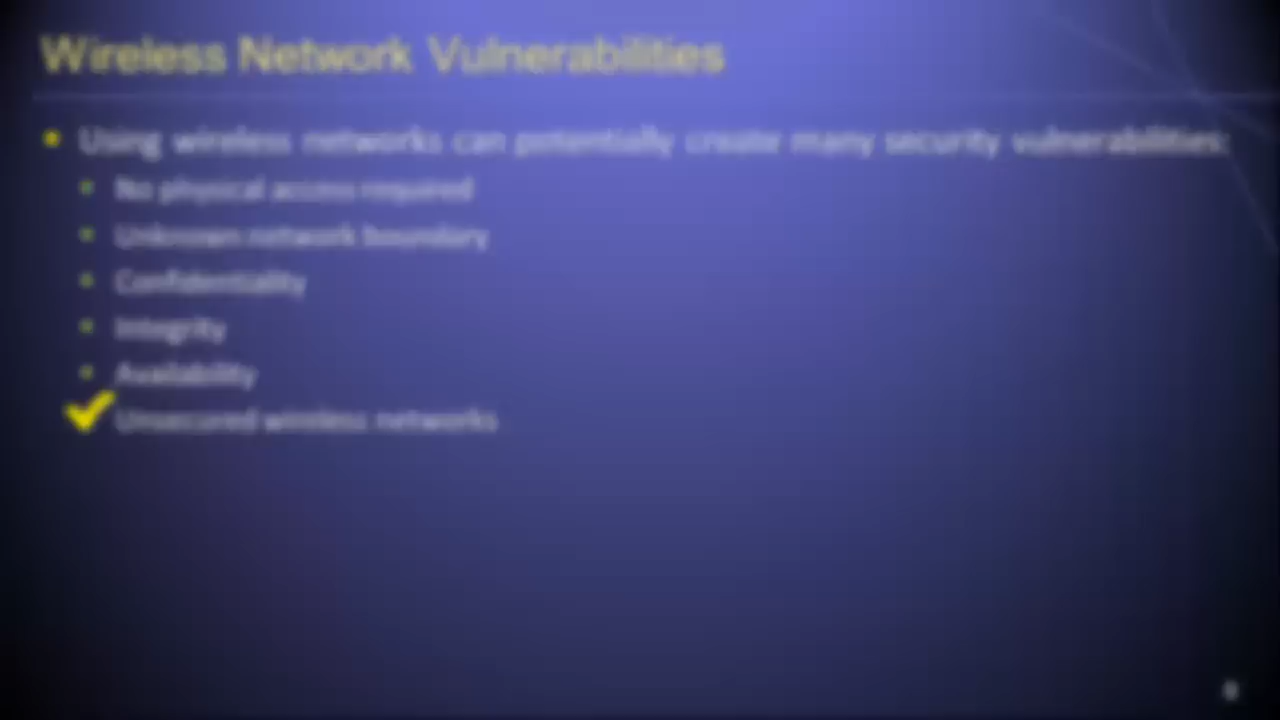 Wireless Network Vulnerabilities
Using wireless networks can potentially create many security vulnerabilities:
No physical access required
Unknown network boundary
Confidentiality
Integrity
Availability
Unsecured wireless networks